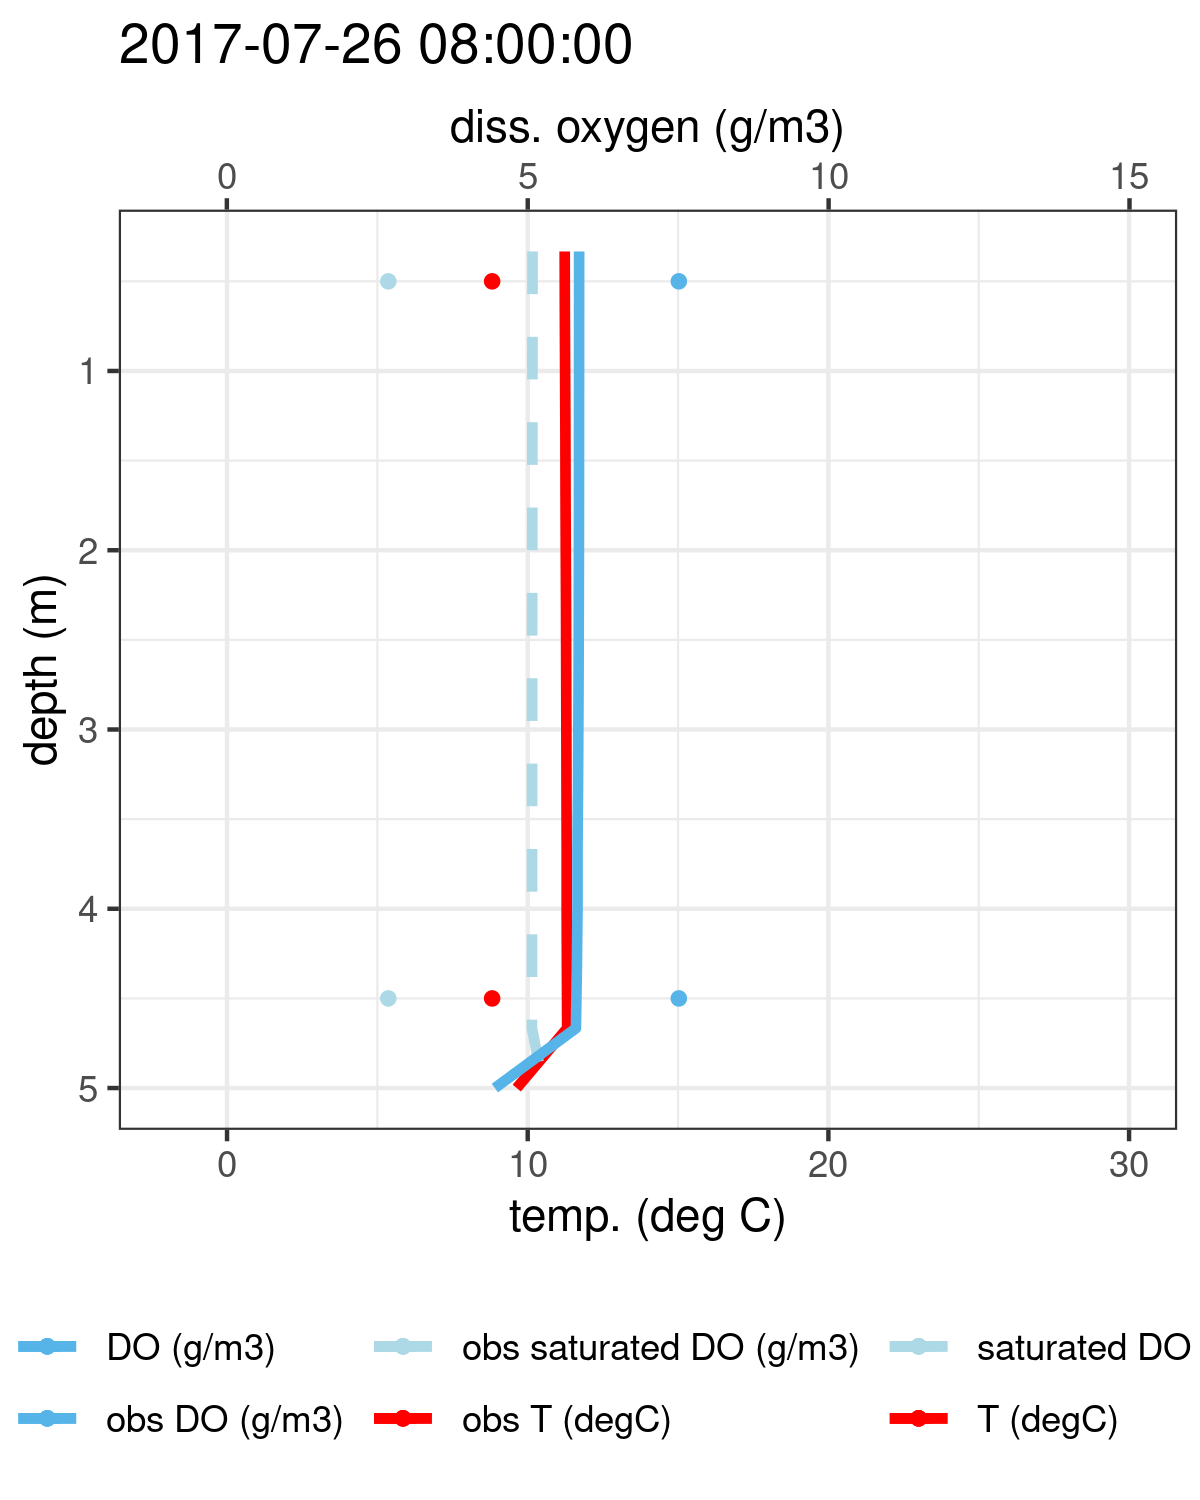 2017-07-26 08:00:00
diss. oxygen (g/m3)
0 5 10 15
1
2
3
4
5
depth (m)
0 10 20 30
temp. (deg C)
DO (g/m3) obs saturated DO (g/m3) saturated DO
obs DO (g/m3) obs T (degC) T (degC)